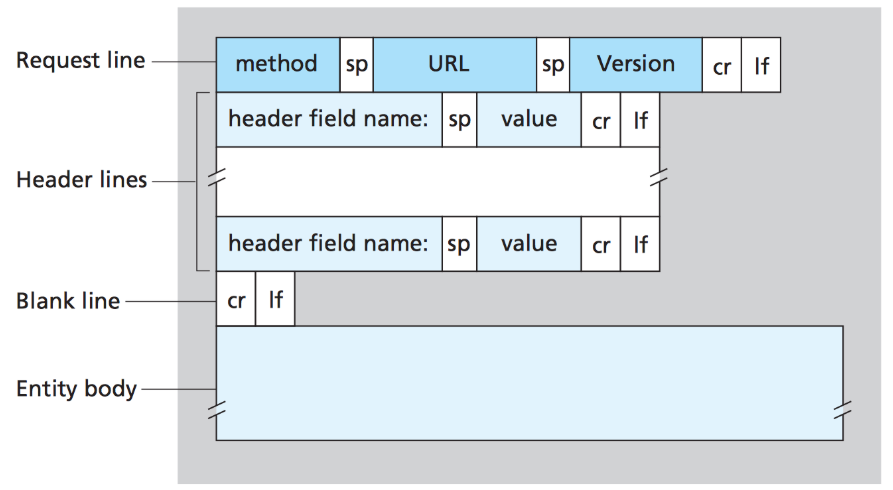 Request line method sp URL sp Version cr lf
header field name: sp value cr lf
Header lines
header field name: sp value cr lf
Blank line cr lf
Entity body